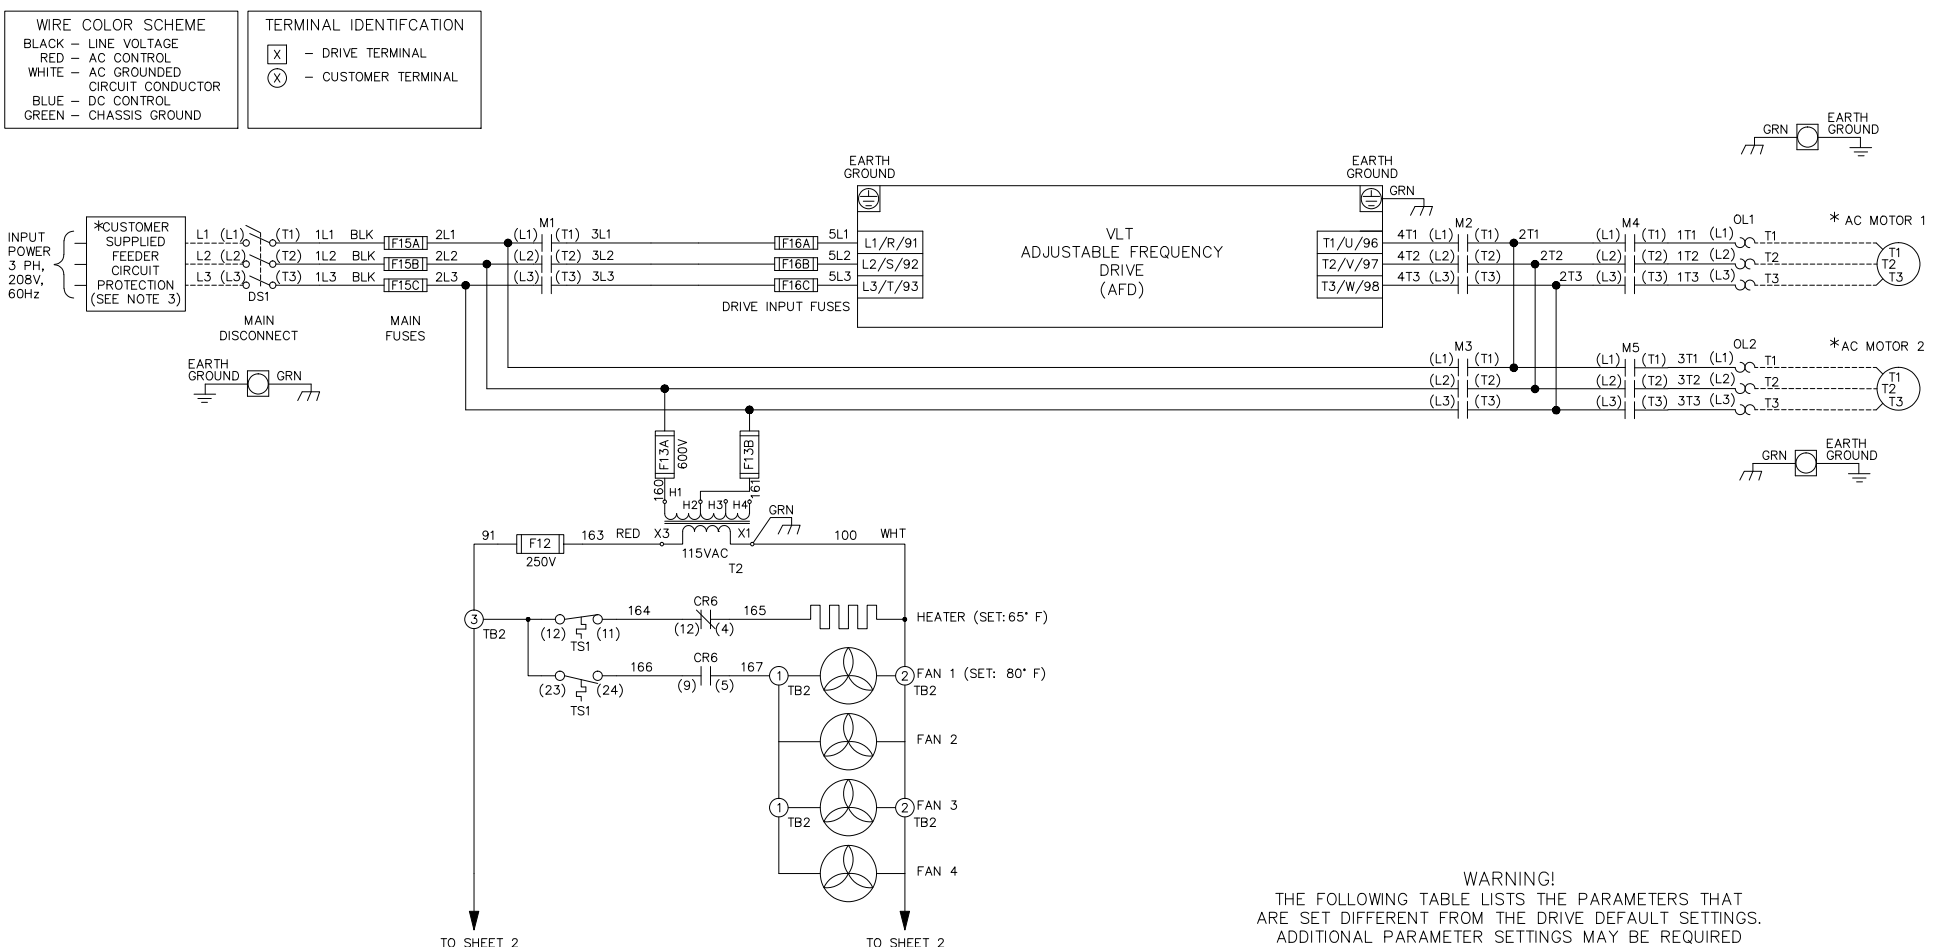 WIRE COLOR SCHEME
BLACK – LINE VOLTAGE
RED – AC CONTROL
WHITE – AC GROUNDED
CIRCUIT CONDUCTOR
BLUE – DC CONTROL
GREEN – CHASSIS GROUND
TERMINAL IDENTIFCATION
X – DRIVE TERMINAL
X – CUSTOMER TERMINAL
GRN
EARTH
GROUND
EARTH
GROUND
EARTH
GROUND
GRN
INPUT
POWER
3 PH,
208V,
60Hz
*CUSTOMER
SUPPLIED
FEEDER
CIRCUIT
PROTECTION
(SEE NOTE 3)
L1 (L1) (T1) 1L1 BLK F15A 2L1 (L1) M1 (T1) 3L1 F16A 5L1 L1/R/91
L2 (L2) (T2) 1L2 BLK F15B 2L2 (L2) (T2) 3L2 F16B 5L2 L2/S/92
L3 (L3) (T3) 1L3 BLK F15C 2L3 (L3) (T3) 3L3 F16C 5L3 L3/T/93
DS1
MAIN
DISCONNECT
MAIN
FUSES
DRIVE INPUT FUSES
VLT
ADJUSTABLE FREQUENCY
DRIVE
(AFD)
T1/U/96 4T1 (L1) M2 (T1) 2T1 (L1) M4 (T1) 1T1 (L1) OL1 T1
T2/V/97 4T2 (L2) (T2) 2T2 (L2) (T2) 1T2 (L2) T2
T3/W/98 4T3 (L3) (T3) 2T3 (L3) (T3) 1T3 (L3) T3
* AC MOTOR 1
T1
T2
T3
EARTH
GROUND
GRN
(L1) M3 (T1) (L1) M5 (T1) 3T1 (L1) OL2 T1
(L2) (T2) (L2) (T2) 3T2 (L2) T2
(L3) (T3) (L3) (T3) 3T3 (L3) T3
*AC MOTOR 2
T1
T2
T3
GRN
EARTH
GROUND
F13A
600V
F13B
160
H1
H2
H3
H4
161
GRN
91 F12 163 RED X3 X1 100 WHT
250V
115VAC
T2
3
TB2
(12)
(11)
TS1
164
CR6
(12)
(4)
165
HEATER (SET:65° F)
(23)
(24)
TS1
166
CR6
(9)
(5)
167
1
TB2
2
TB2
FAN 1 (SET: 80° F)
FAN 2
1
TB2
2
TB2
FAN 3
FAN 4
TO SHEET 2
TO SHEET 2
WARNING!
THE FOLLOWING TABLE LISTS THE PARAMETERS THAT
ARE SET DIFFERENT FROM THE DRIVE DEFAULT SETTINGS.
ADDITIONAL PARAMETER SETTINGS MAY BE REQUIRED